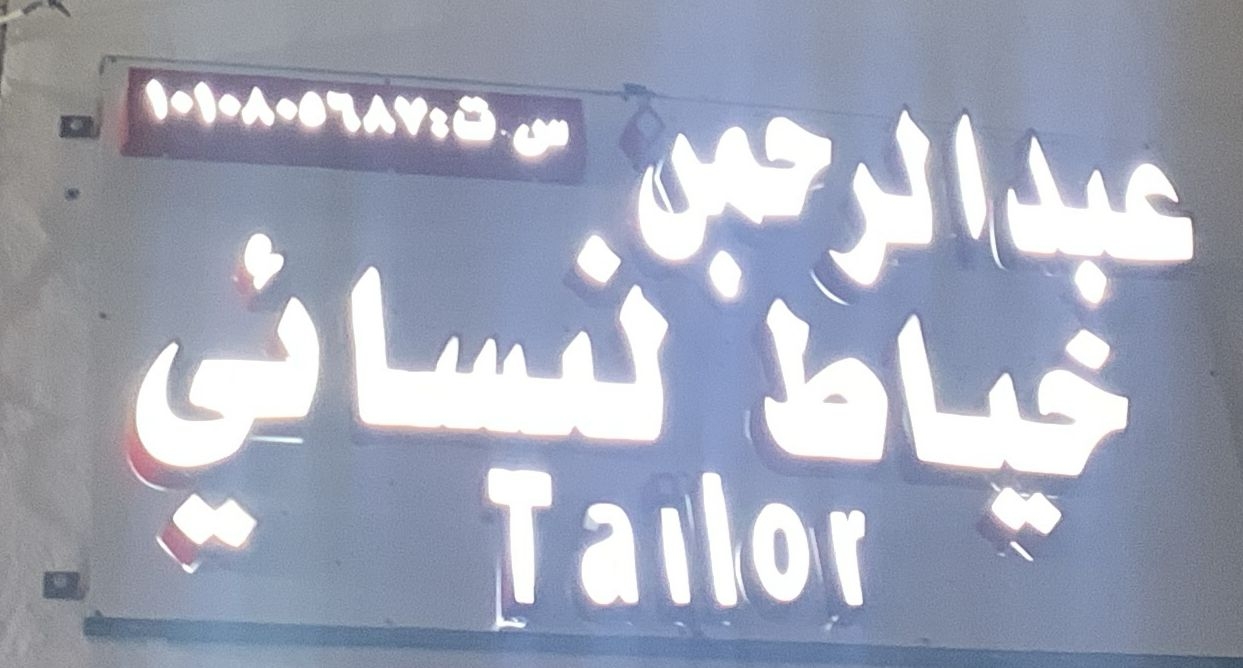 عبدالرحمن
س.ت:١٠١٠٨٠٥٦٨٧
خياط نسائي
Tailor